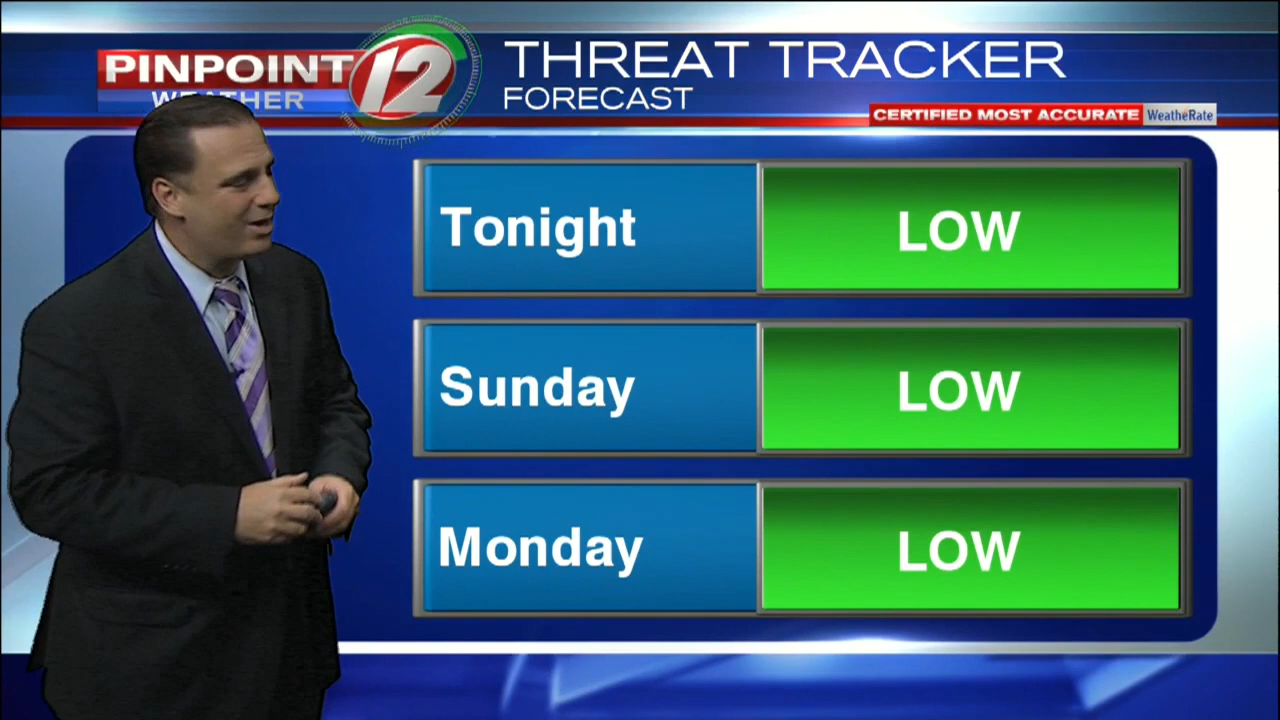 PINPOINT 12
WEATHER
THREAT TRACKER
FORECAST
CERTIFIED MOST ACCURATE WeatheRate
Tonight LOW
Sunday LOW
Monday LOW